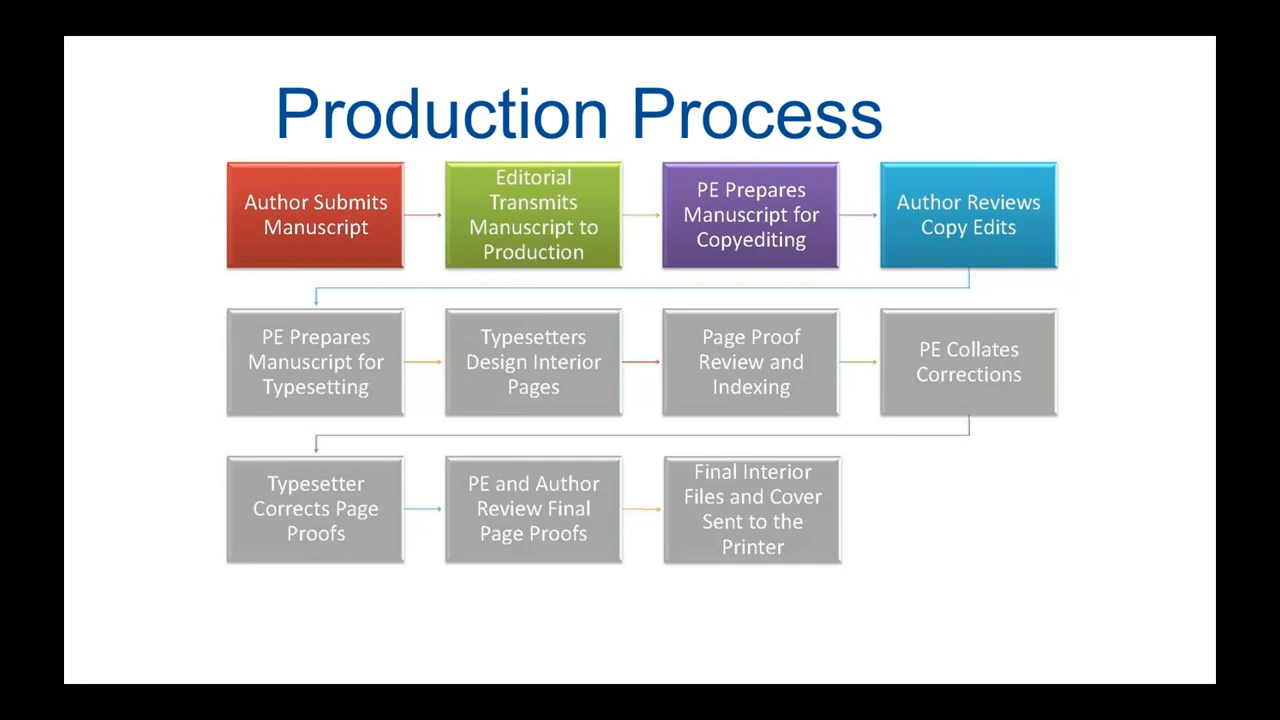 Production Process
Author Submits
Manuscript
Editorial
Transmits
Manuscript to
Production
PE Prepares
Manuscript for
Copyediting
Author Reviews
Copy Edits
PE Prepares
Manuscript for
Typesetting
Typesetters
Design Interior
Pages
Page Proof
Review and
Indexing
PE Collates
Corrections
Typesetter
Corrects Page
Proofs
PE and Author
Review Final
Page Proofs
Final Interior
Files and Cover
Sent to the
Printer